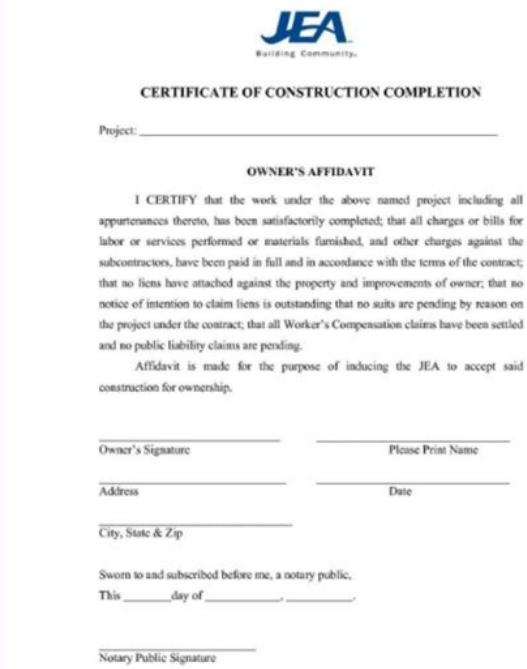 JEA
Building Community.
CERTIFICATE OF CONSTRUCTION COMPLETION
Project: ____________________
OWNER'S AFFIDAVIT
I CERTIFY that the work under the above named project including all
appurtenances thereto, has been satisfactorily completed; that all charges or bills for
labor or services performed or materials furnished, and other charges against the
subcontractors, have been paid in full and in accordance with the terms of the contract;
that no liens have attached against the property and improvements of owner; that no
notice of intention to claim liens is outstanding that no suits are pending by reason on
the project under the contract; that all Worker's Compensation claims have been settled
and no public liability claims are pending.
Affidavit is made for the purpose of inducing the JEA to accept said
construction for ownership.
Owner's Signature Please Print Name
Address Date
City, State & Zip
Sworn to and subscribed before me, a notary public,
This _______day of ___________, __________.
Notary Public Signature